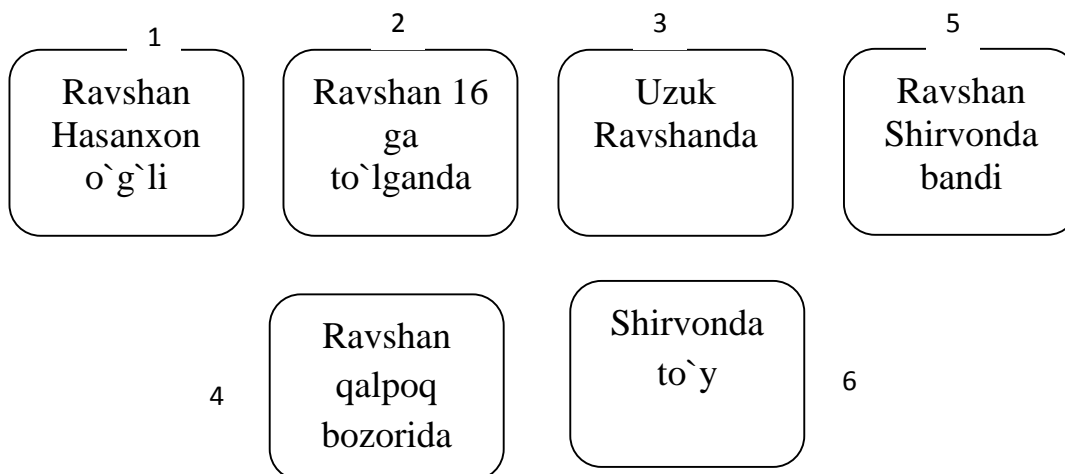 1
Ravshan
Hasanxon
o`g`li
2
Ravshan 16
ga
to`lganda
3
Uzuk
Ravshanda
5
Ravshan
Shirvonda
bandi
4
Ravshan
qalpoq
bozorida
Shirvonda
to`y
6